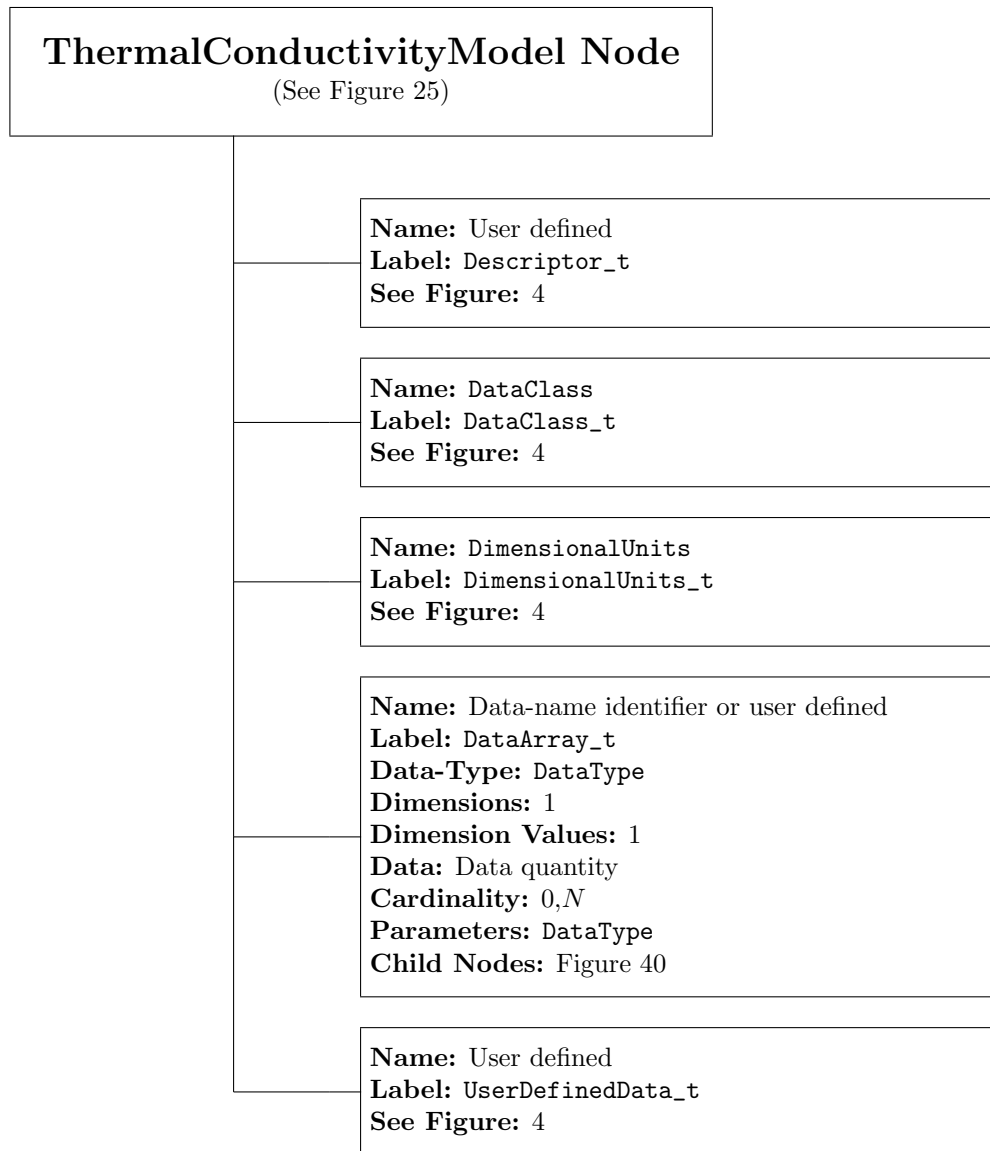 ThermalConductivityModel Node
(See Figure 25)
Name: User defined
Label: Descriptor_t
See Figure: 4
Name: DataClass
Label: DataClass_t
See Figure: 4
Name: DimensionalUnits
Label: DimensionalUnits_t
See Figure: 4
Name: Data-name identifier or user defined
Label: DataArray_t
Data-Type: DataType
Dimensions: 1
Dimension Values: 1
Data: Data quantity
Cardinality: 0,N
Parameters: DataType
Child Nodes: Figure 40
Name: User defined
Label: UserDefinedData_t
See Figure: 4